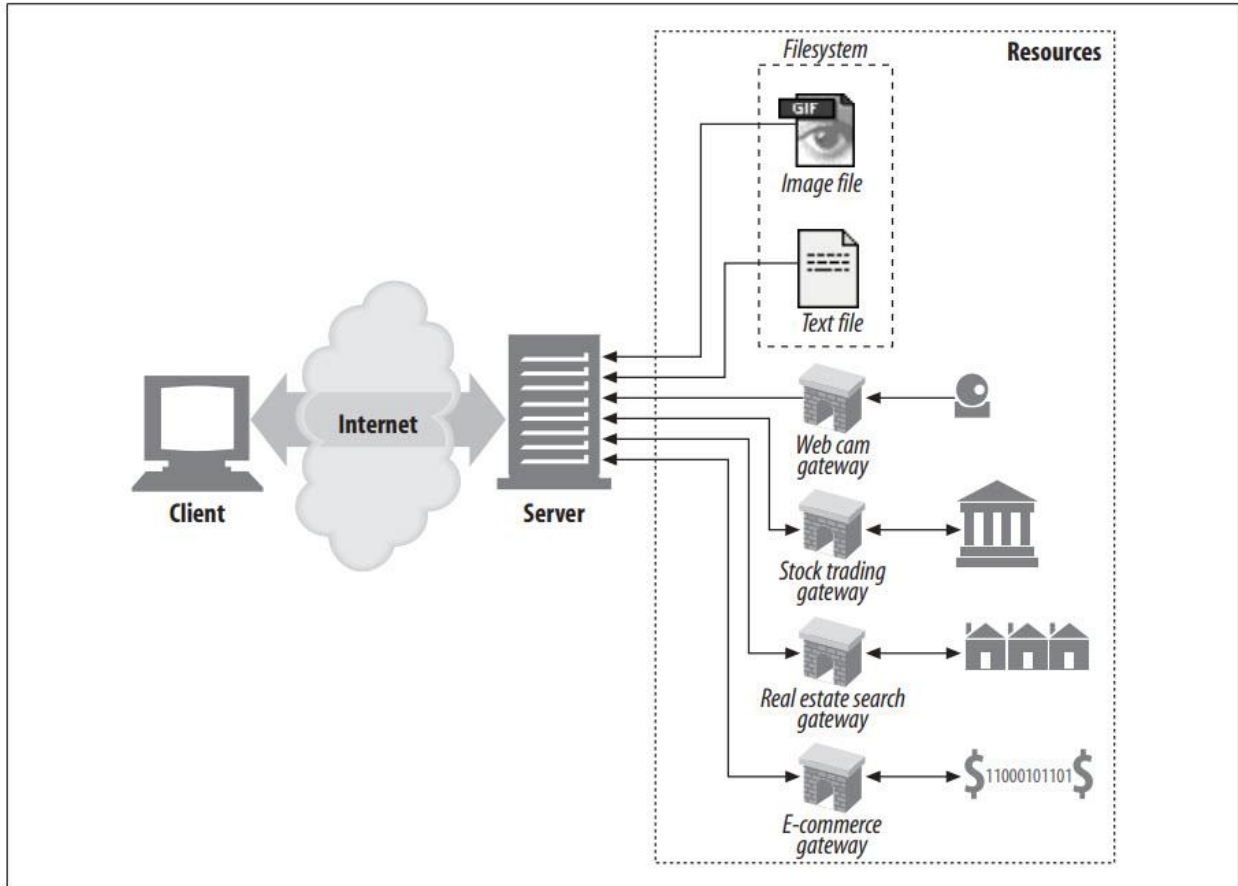 Filesystem
Resources
GIF
Image file
Text file
Internet
Client
Server
Web cam
gateway
Stock trading
gateway
Real estate search
gateway
E-commerce
gateway
$11000101101$